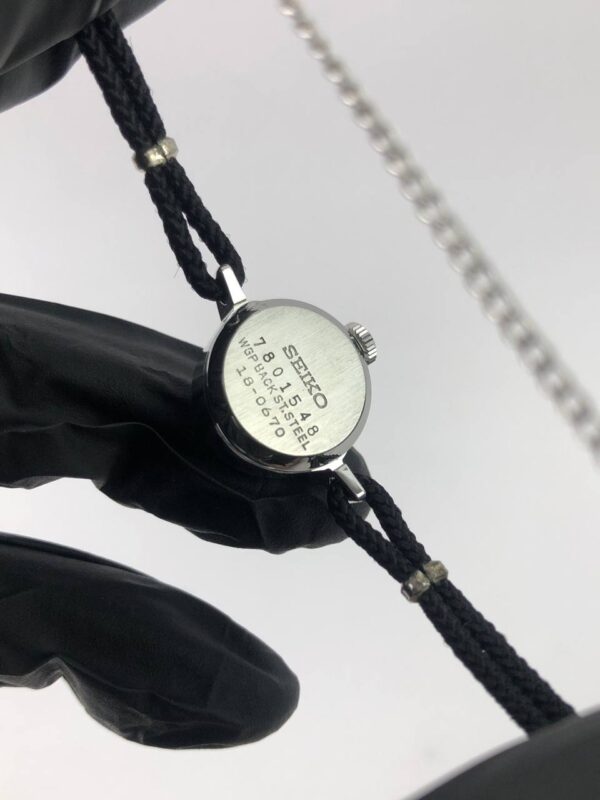 SEIKO
7801548
WGP BACK ST.STEEL
18-0670